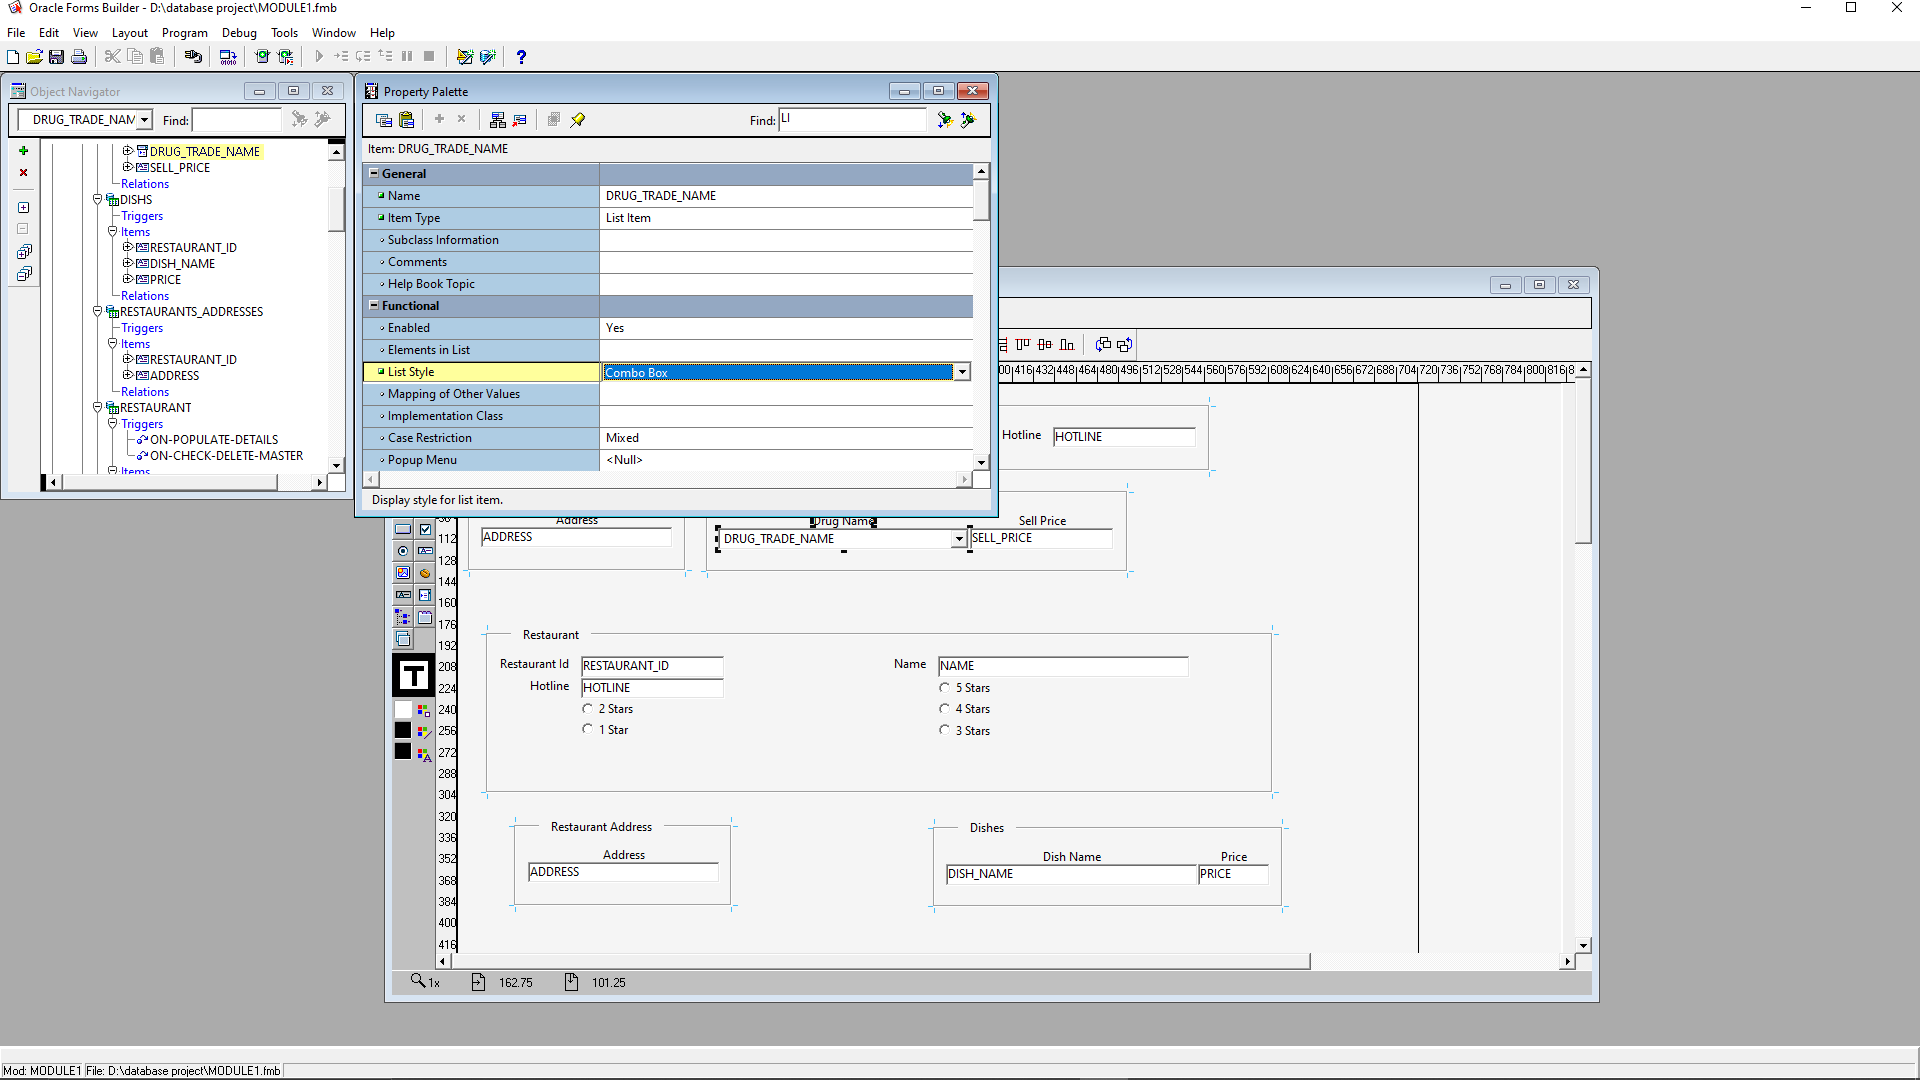 Oracle Forms Builder - D:\database project\MODULE1.fmb
File Edit View Layout Program Debug Tools Window Help
Object Navigator
DRUG_TRADE_NAM Find:
DRUG_TRADE_NAME
SELL_PRICE
Relations
DISHS
Triggers
Items
RESTAURANT_ID
DISH_NAME
PRICE
Relations
RESTAURANTS_ADDRESSES
Triggers
Items
RESTAURANT_ID
ADDRESS
Relations
RESTAURANT
Triggers
ON-POPULATE-DETAILS
ON-CHECK-DELETE-MASTER
Items
Property Palette
Find: LI
Item: DRUG_TRADE_NAME
General
Name DRUG_TRADE_NAME
Item Type List Item
Subclass Information
Comments
Help Book Topic
Functional
Enabled Yes
Elements in List
List Style Combo Box
Mapping of Other Values
Implementation Class
Case Restriction Mixed
Popup Menu <Null>
Display style for list item.
400 416 432 448 464 480 496 512 528 544 560 576 592 608 624 640 656 672 688 704 720 736 752 768 784 800 816
Hotline HOTLINE
Address Drug Name Sell Price
ADDRESS DRUG_TRADE_NAME SELL_PRICE
112
128
144
160
176
192
208
224
240
256
272
288
304
320
336
352
368
384
400
416
Restaurant
Restaurant Id RESTAURANT_ID Name NAME
Hotline HOTLINE 5 Stars
2 Stars 4 Stars
1 Star 3 Stars
Restaurant Address Dishes
Address Dish Name Price
ADDRESS DISH_NAME PRICE
1x 162.75 101.25
Mod: MODULE1 File: D:\database project\MODULE1.fmb